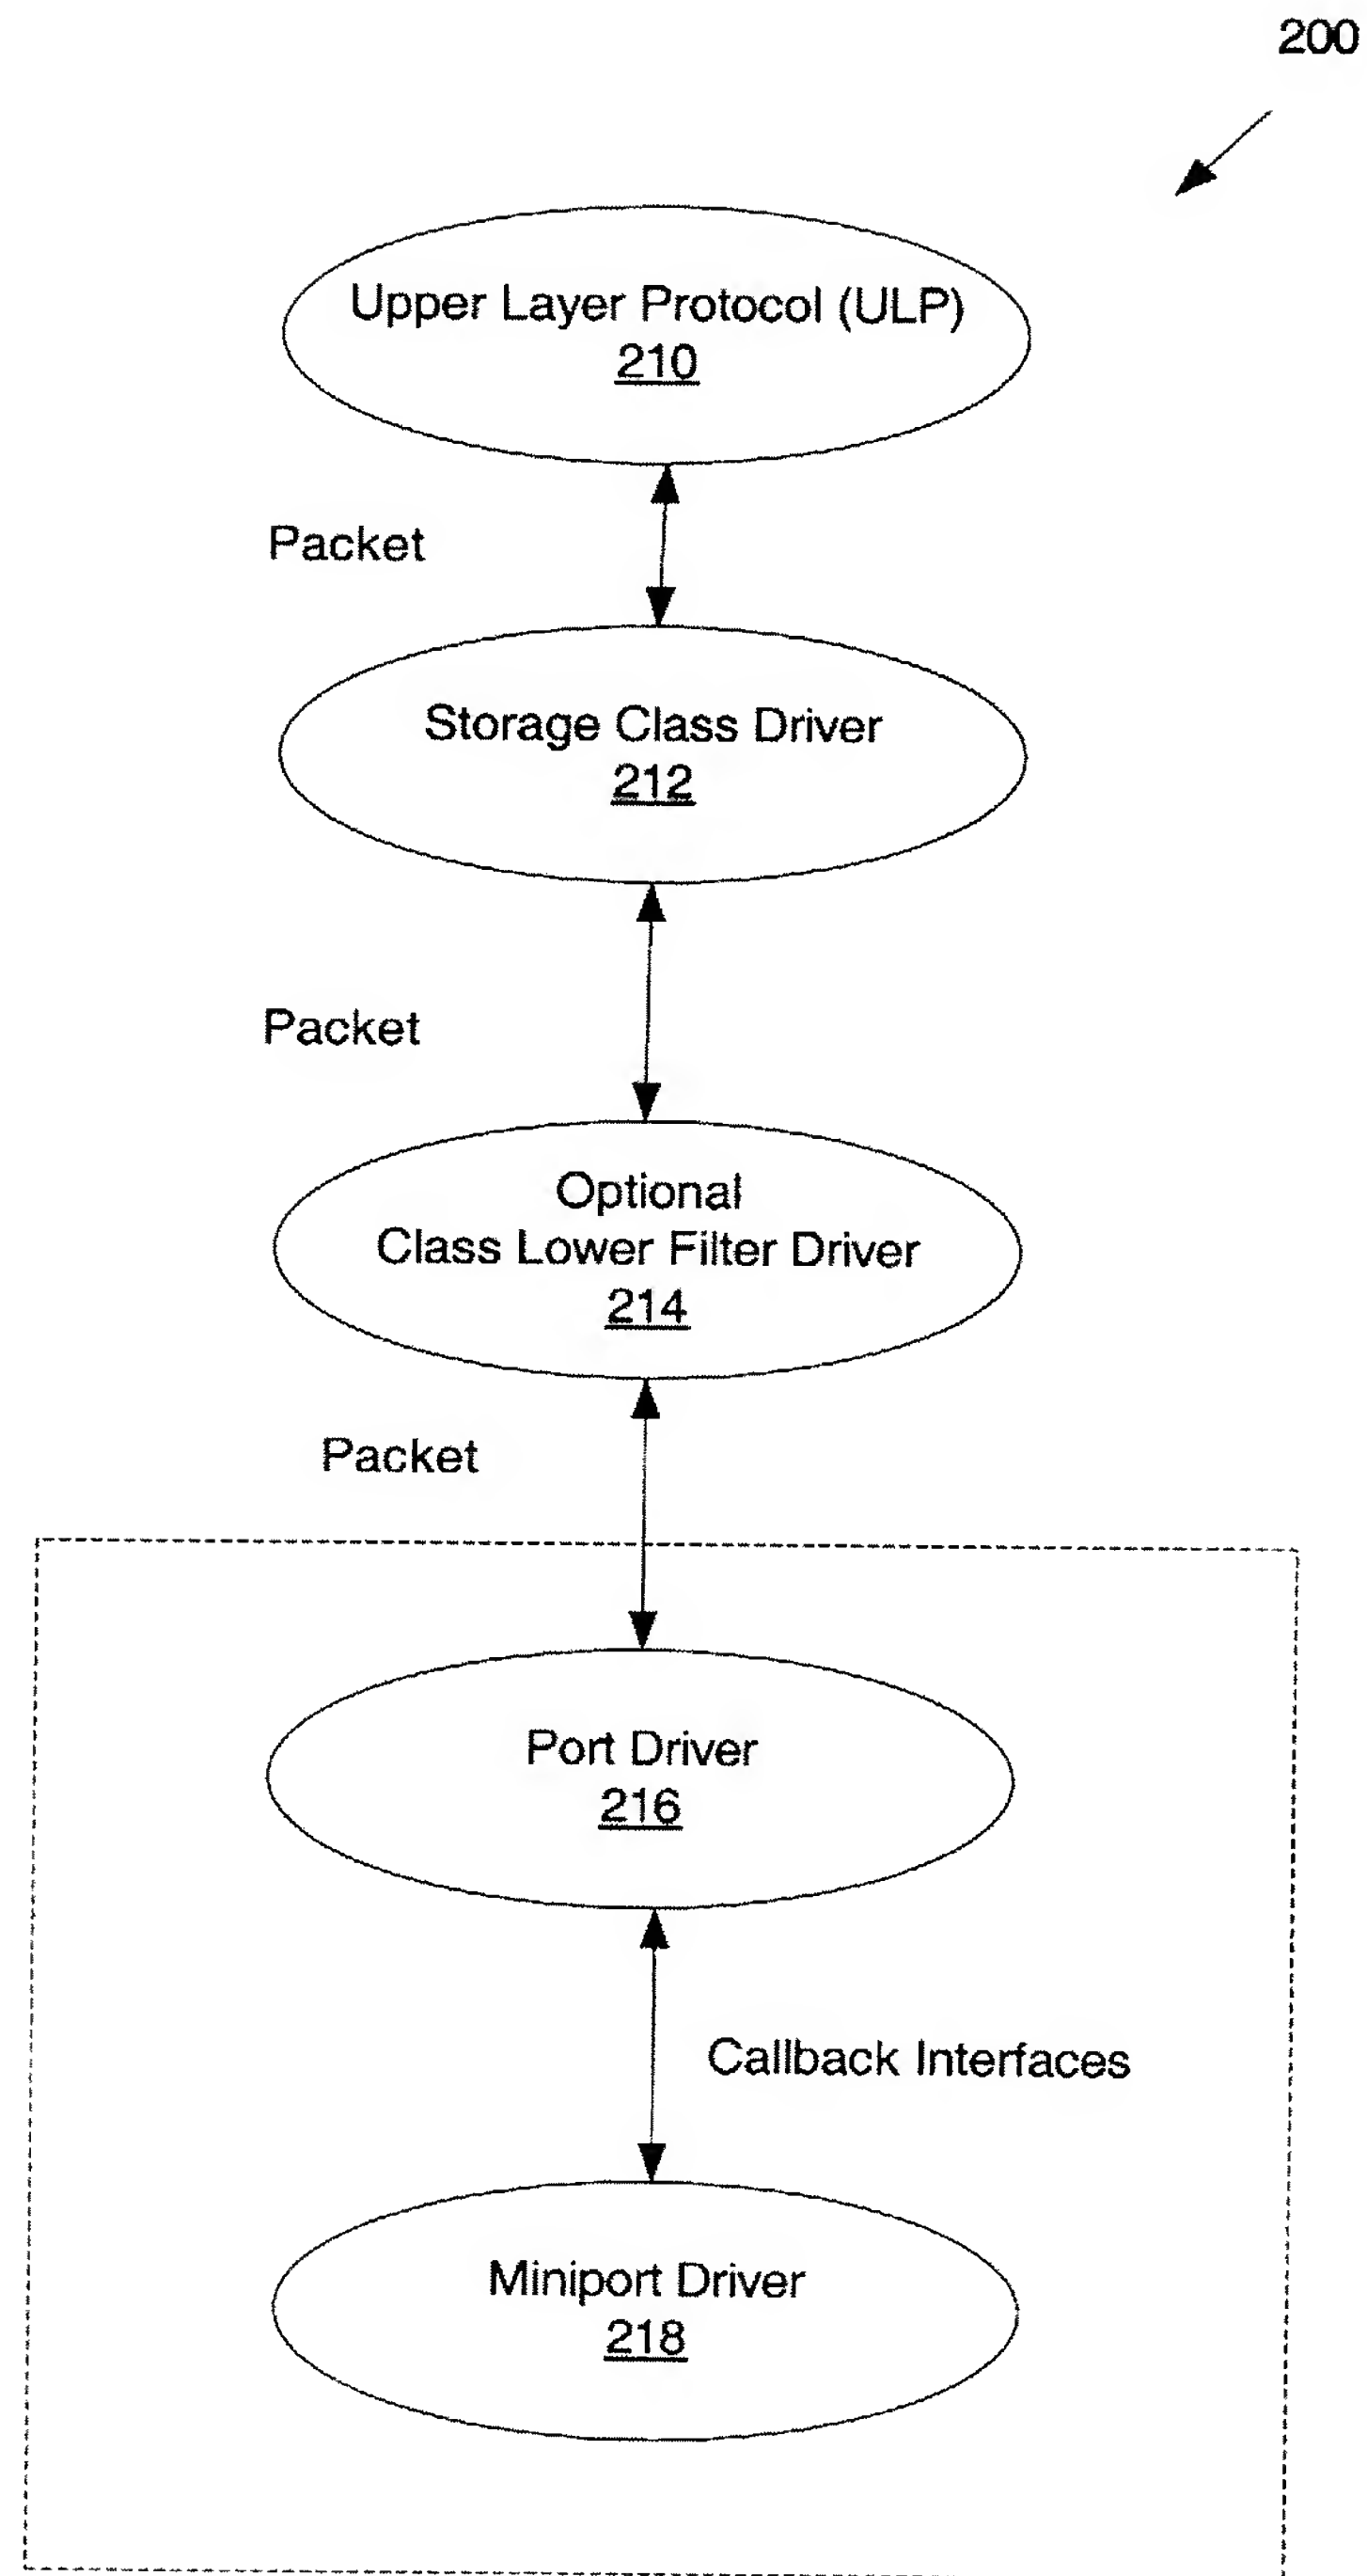 200
Upper Layer Protocol (ULP)
210
Packet
Storage Class Driver
212
Packet
Optional
Class Lower Filter Driver
214
Packet
Port Driver
216
Callback Interfaces
Miniport Driver
218